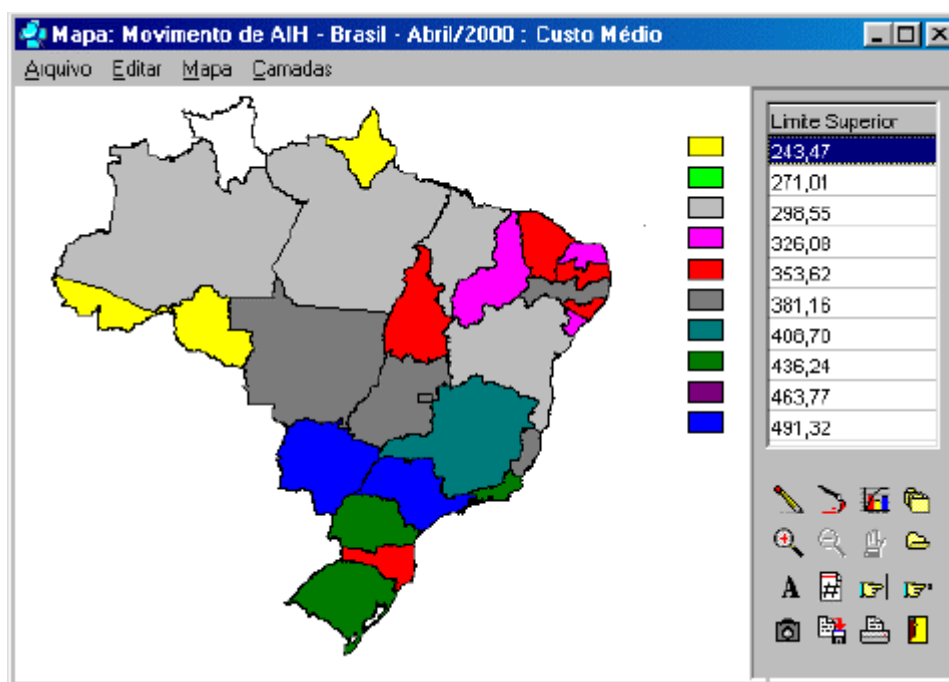 Mapa: Movimento de AIH - Brasil - Abril/2000 : Custo Médio
Arquivo Editar Mapa Camadas
Limite Superior
243,47
271,01
298,55
326,08
353,62
381,16
408,70
436,24
463,77
491,32
A
#